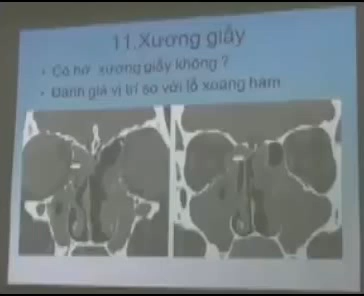 11.Xương giấy
• Có hở xương giấy không ?
• Đánh giá vị trí so với lỗ xoang hàm